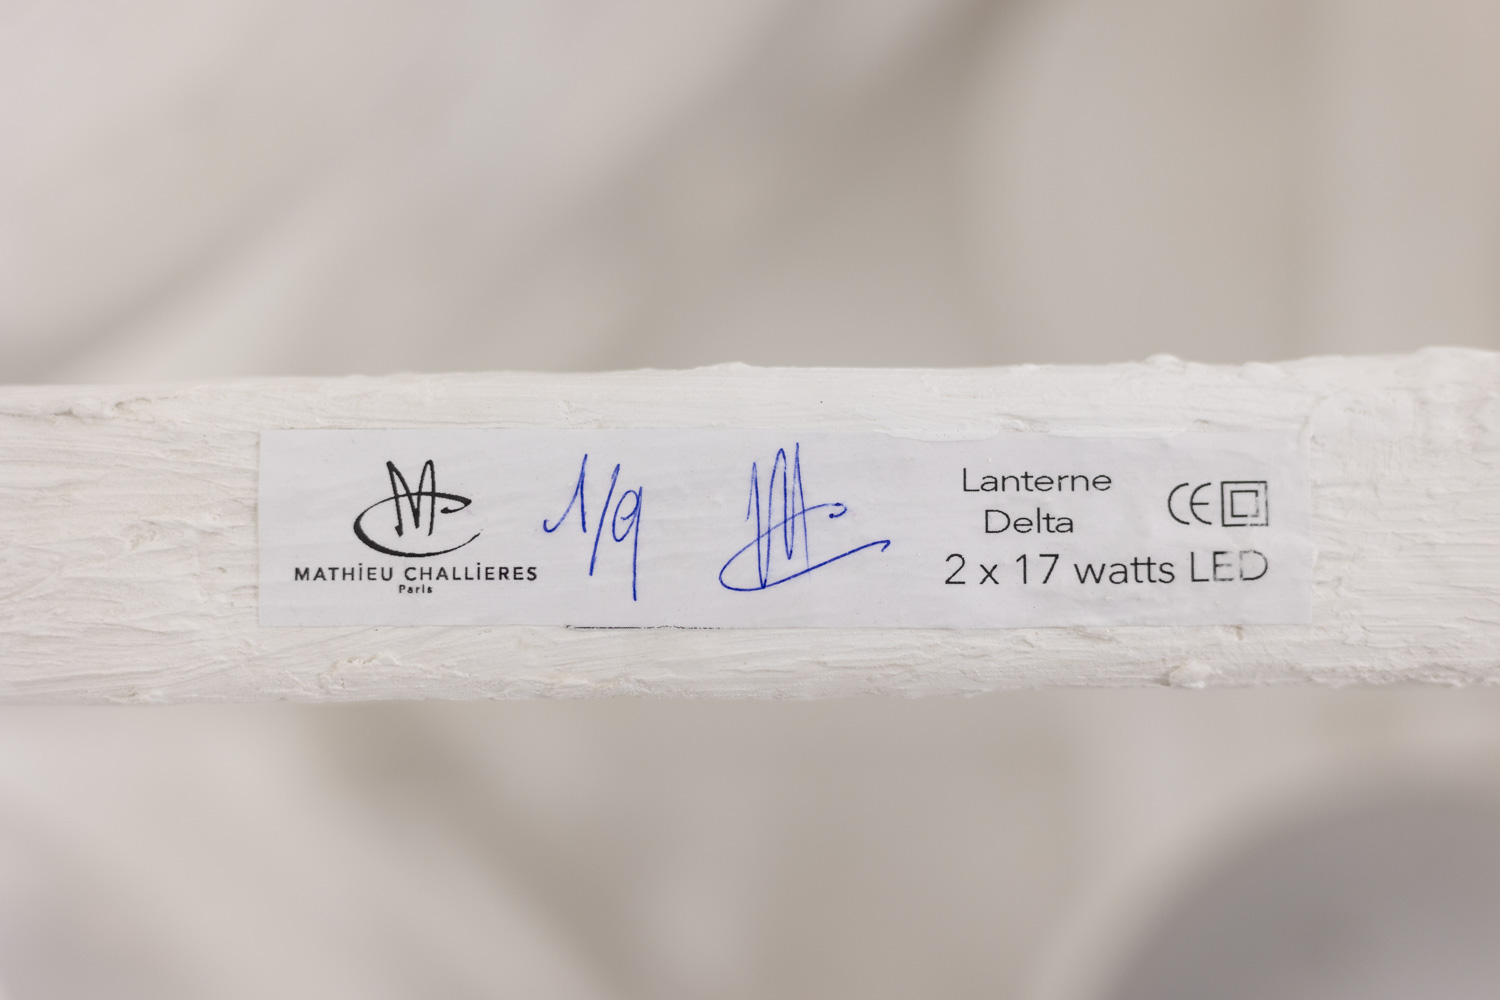 MATHIEU CHALLIERES
Paris
1/9
Lanterne
Delta
2 x 17 watts LED
CE